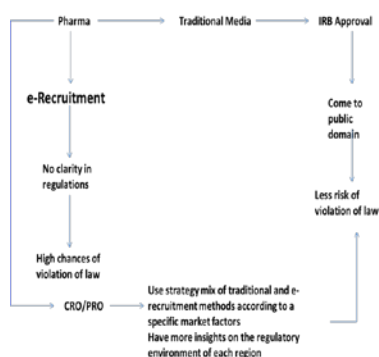 Pharma
Traditional Media
IRB Approval
e-Recruitment
Come to
public
domain
No clarity in
regulations
Less risk of
violation of law
High chances of
violation of law
CRO/PRO
Use strategy mix of traditional and e-
recruitment methods according to a
specific market factors
Have more insights on the regulatory
environment of each region